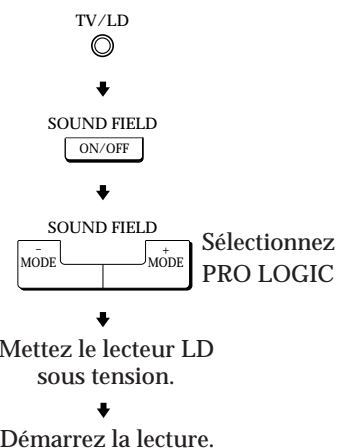 TV/LD
SOUND FIELD
ON/OFF
SOUND FIELD
– MODE + MODE
Sélectionnez
PRO LOGIC
Mettez le lecteur LD
sous tension.
Démarrez la lecture.